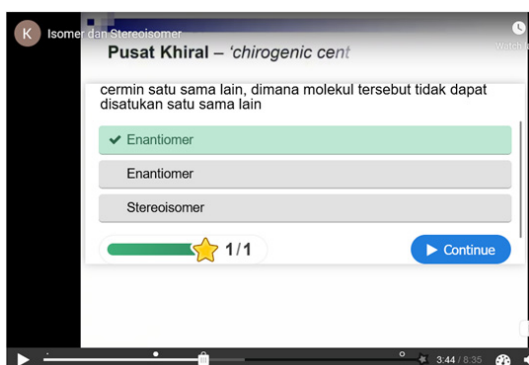 K Isomer dan Stereoisomer
Watch
Pusat Khiral – ‘chirogenic cent
cermin satu sama lain, dimana molekul tersebut tidak dapat
disatukan satu sama lain
✔ Enantiomer
Enantiomer
Stereoisomer
1/1
Continue
3:44 / 8:35